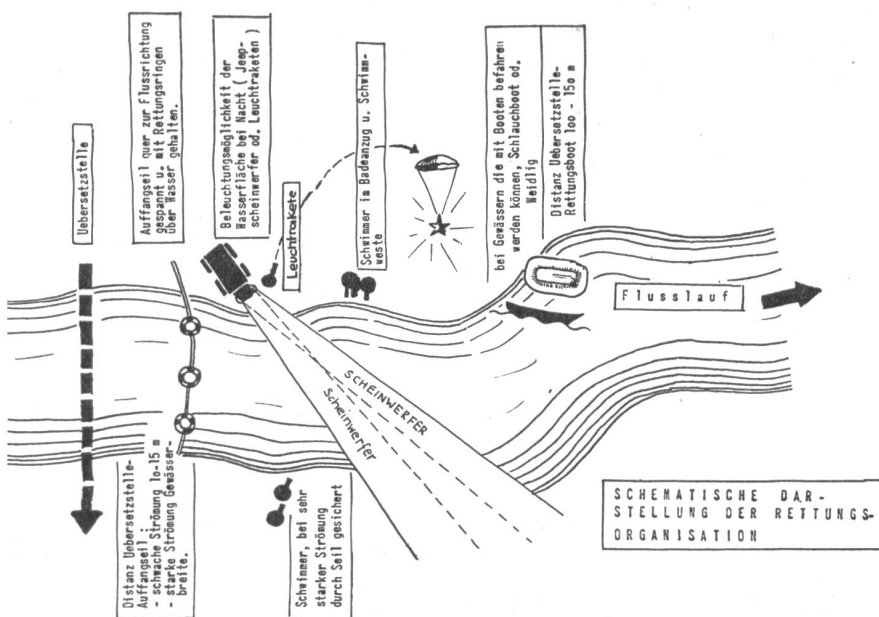 Uebersetzstelle
Auffangseil quer zur Flussrichtung
gespannt u. mit Rettungsringen
über Wasser gehalten.
Beleuchtungsmöglichkeit der
Wasserfläche bei Nacht ( Jeep-
scheinwerfer od. Leuchtraketen )
Leuchtrakete
Schwimmer im Badeanzug u. Schwimm-
weste
bei Gewässern die mit Booten befahren
werden können, Schlauchboot od.
Weidlig
Distanz Uebersetzstelle-
Rettungsboot 100 - 150 m
Flusslauf
SCHEINWERFER
Scheinwerfer
Distanz Uebersetzstelle-
Auffangseil :
- schwache Strömung 10-15 m
- starke Strömung Gewässer-
breite.
Schwimmer, bei sehr
starker Strömung
durch Seil gesichert
SCHEMATISCHE DAR-
STELLUNG DER RETTUNGS-
ORGANISATION